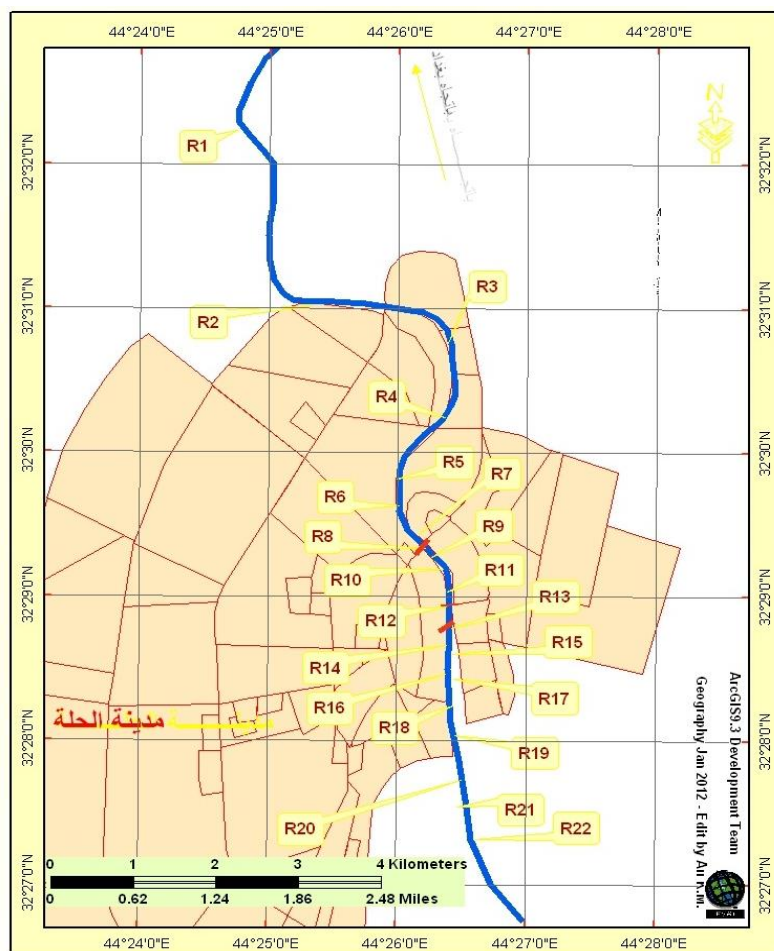 44°24'0"E 44°25'0"E 44°26'0"E 44°27'0"E 44°28'0"E
باتجاه بغداد
N
R1
32°32'0"N 32°32'0"N
R3
32°31'0"N 32°31'0"N
R2
R4
32°30'0"N 32°30'0"N
R5
R7
R6
R9
R8
R11
R10
32°29'0"N 32°29'0"N
R13
R12
R15
R14
R17
R16
R18
مدينة الحلة
R19
32°28'0"N 32°28'0"N
R21
R20
R22
ArcGIS9.3 Development Team
Geography Jan 2012 - Edit by
0 1 2 3 4 Kilometers
0 0.62 1.24 1.86 2.48 Miles
32°27'0"N 32°27'0"N
44°24'0"E 44°25'0"E 44°26'0"E 44°27'0"E 44°28'0"E